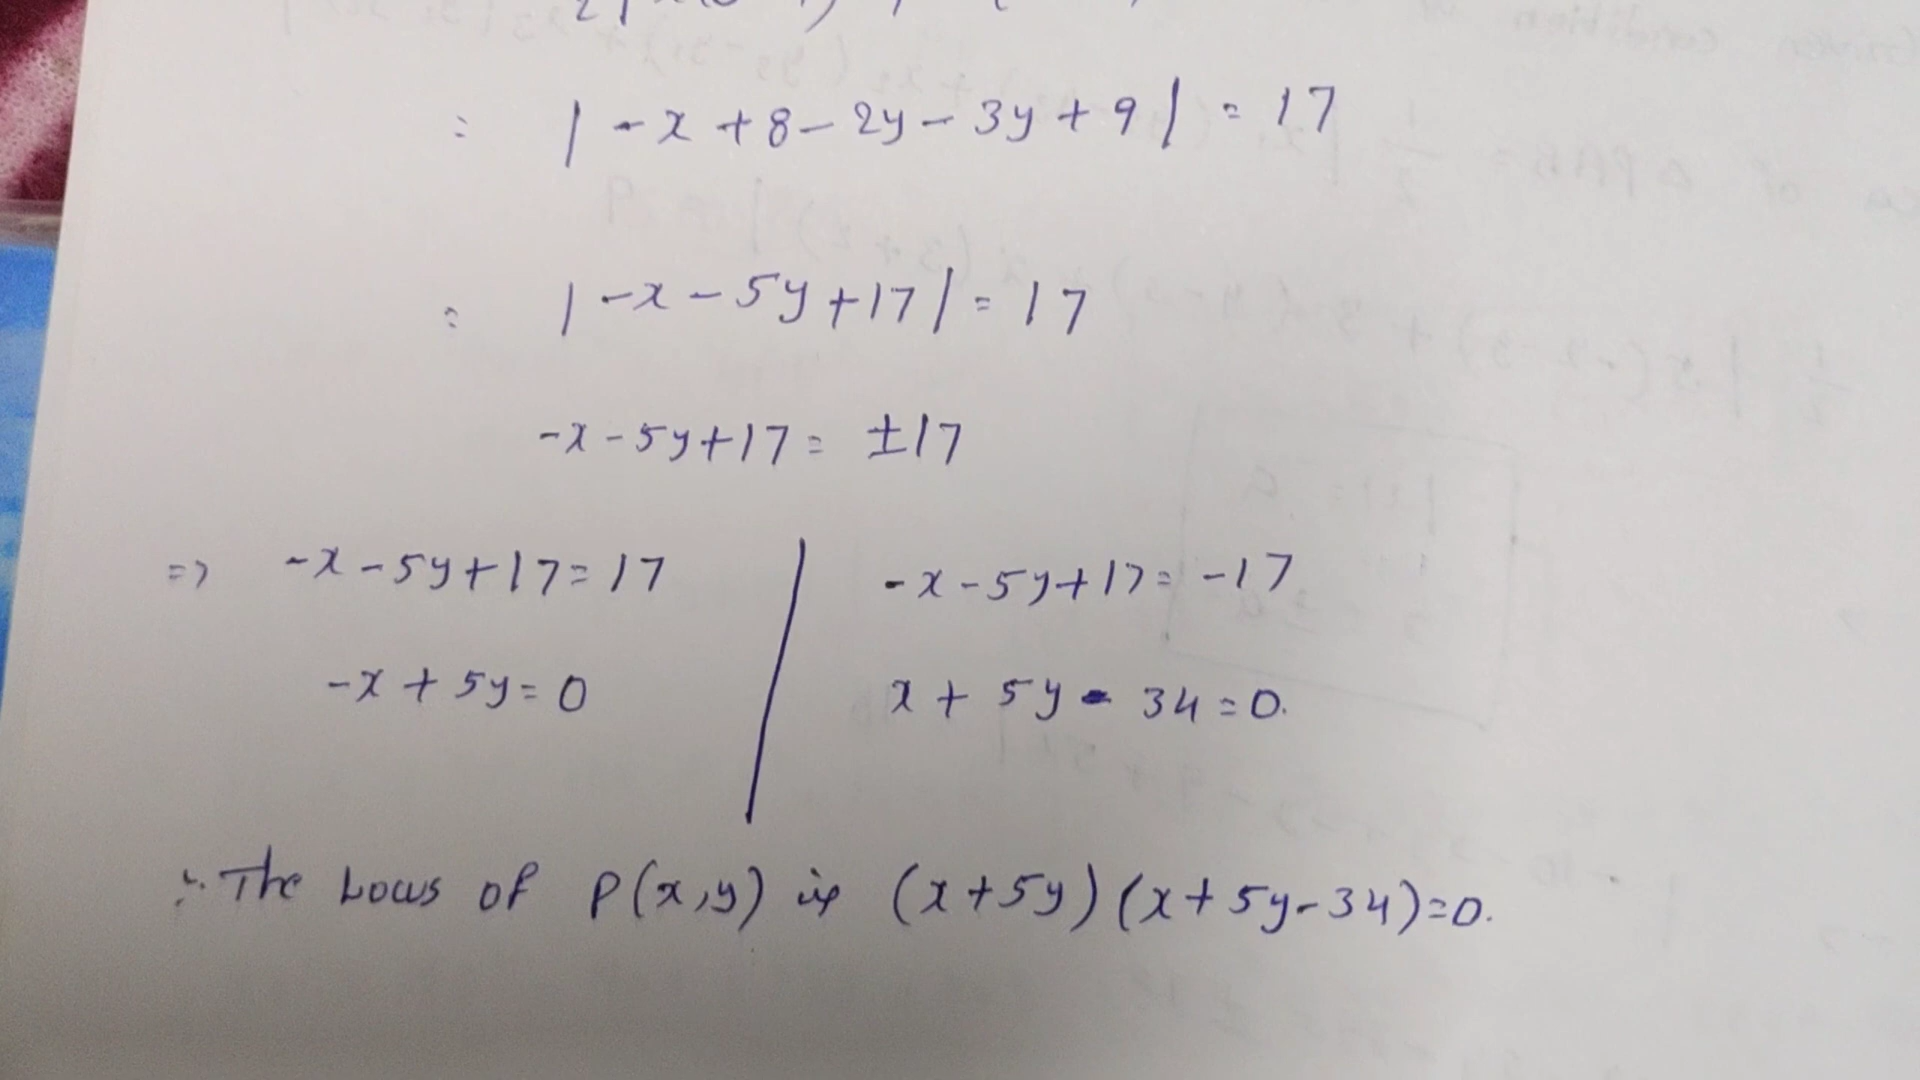 = | -x + 8 - 2y - 3y + 9 | = 17
= | -x - 5y + 17 | = 17
-x - 5y + 17 = ±17
=> -x - 5y + 17 = 17
-x + 5y = 0
-x - 5y + 17 = -17
x + 5y - 34 = 0.
∴ The Locus of P(x,y) is (x + 5y) (x + 5y - 34) = 0.